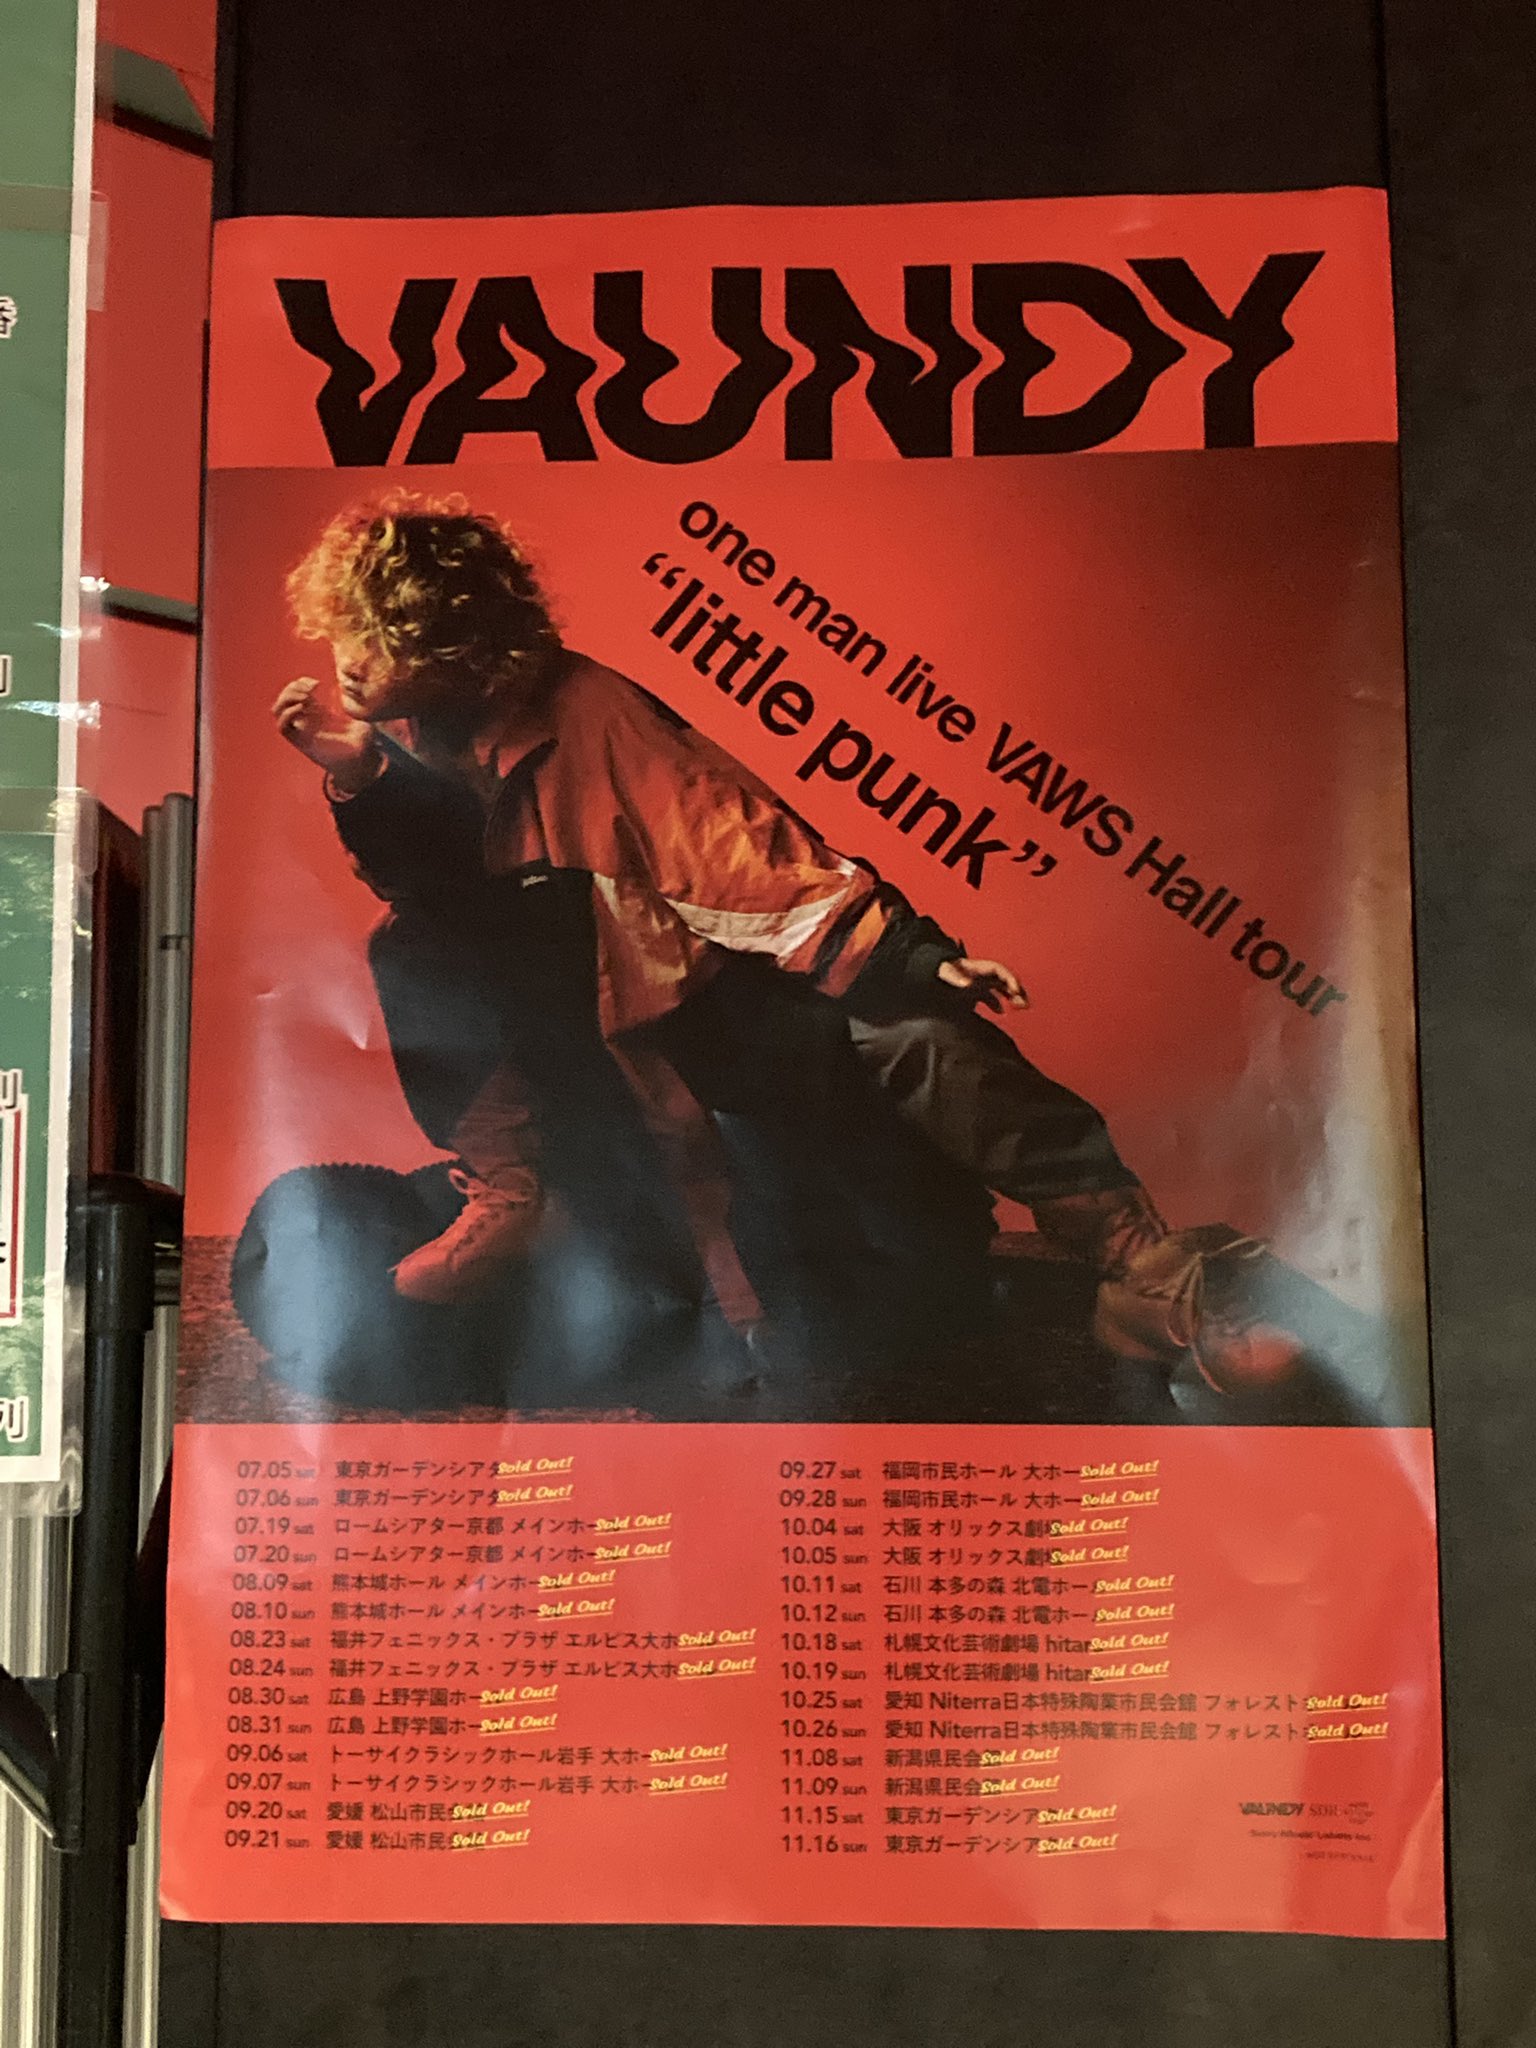 VAUNDY
one man live VAWS Hall tour
“little punk”
07.05 sat 東京ガーデンシアタ Sold Out!
07.06 sun 東京ガーデンシアタ Sold Out!
07.19 sat ロームシアター京都 メインホー Sold Out!
07.20 sun ロームシアター京都 メインホー Sold Out!
08.09 sat 熊本城ホール メインホー Sold Out!
08.10 sun 熊本城ホール メインホー Sold Out!
08.23 sat 福井フェニックス・プラザ エルピス大ホ Sold Out!
08.24 sun 福井フェニックス・プラザ エルピス大ホ Sold Out!
08.30 sat 広島 上野学園ホー Sold Out!
08.31 sun 広島 上野学園ホー Sold Out!
09.06 sat トーサイクラシックホール岩手 大ホー Sold Out!
09.07 sun トーサイクラシックホール岩手 大ホー Sold Out!
09.20 sat 愛媛 松山市民 Sold Out!
09.21 sun 愛媛 松山市民 Sold Out!
09.27 sat 福岡市民ホール 大ホー Sold Out!
09.28 sun 福岡市民ホール 大ホー Sold Out!
10.04 sat 大阪 オリックス劇場 Sold Out!
10.05 sun 大阪 オリックス劇場 Sold Out!
10.11 sat 石川 本多の森 北電ホー Sold Out!
10.12 sun 石川 本多の森 北電ホー Sold Out!
10.18 sat 札幌文化芸術劇場 hitar Sold Out!
10.19 sun 札幌文化芸術劇場 hitar Sold Out!
10.25 sat 愛知 Niterra日本特殊陶業市民会館 フォレスト Sold Out!
10.26 sun 愛知 Niterra日本特殊陶業市民会館 フォレスト Sold Out!
11.08 sat 新潟県民会 Sold Out!
11.09 sun 新潟県民会 Sold Out!
11.15 sat 東京ガーデンシア Sold Out!
11.16 sun 東京ガーデンシア Sold Out!
VAUNDY SDR
Sony Music Labels Inc.
番
列
列